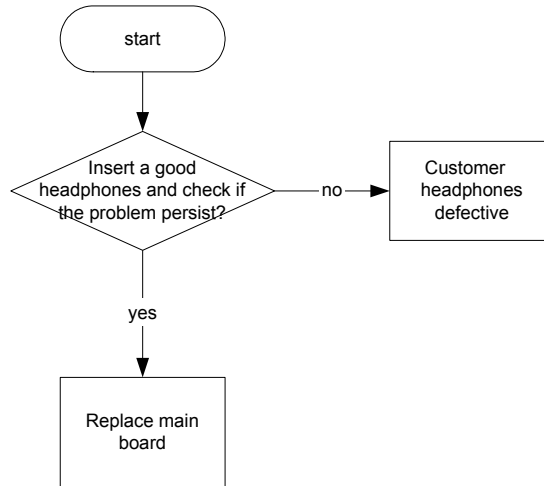 start
Insert a good
headphones and check if
the problem persist?
no
Customer
headphones
defective
yes
Replace main
board